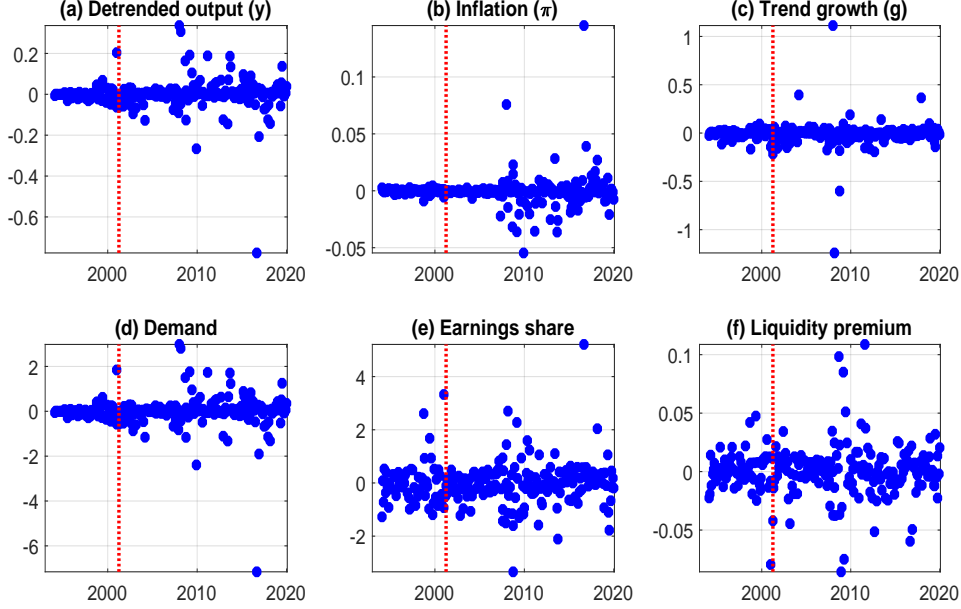 (a) Detrended output (y)
0.2
0
-0.2
-0.4
-0.6
2000 2010 2020
(b) Inflation (π)
0.1
0.05
0
-0.05
2000 2010 2020
(c) Trend growth (g)
1
0.5
0
-0.5
-1
2000 2010 2020
(d) Demand
2
0
-2
-4
-6
2000 2010 2020
(e) Earnings share
4
2
0
-2
2000 2010 2020
(f) Liquidity premium
0.1
0.05
0
-0.05
2000 2010 2020